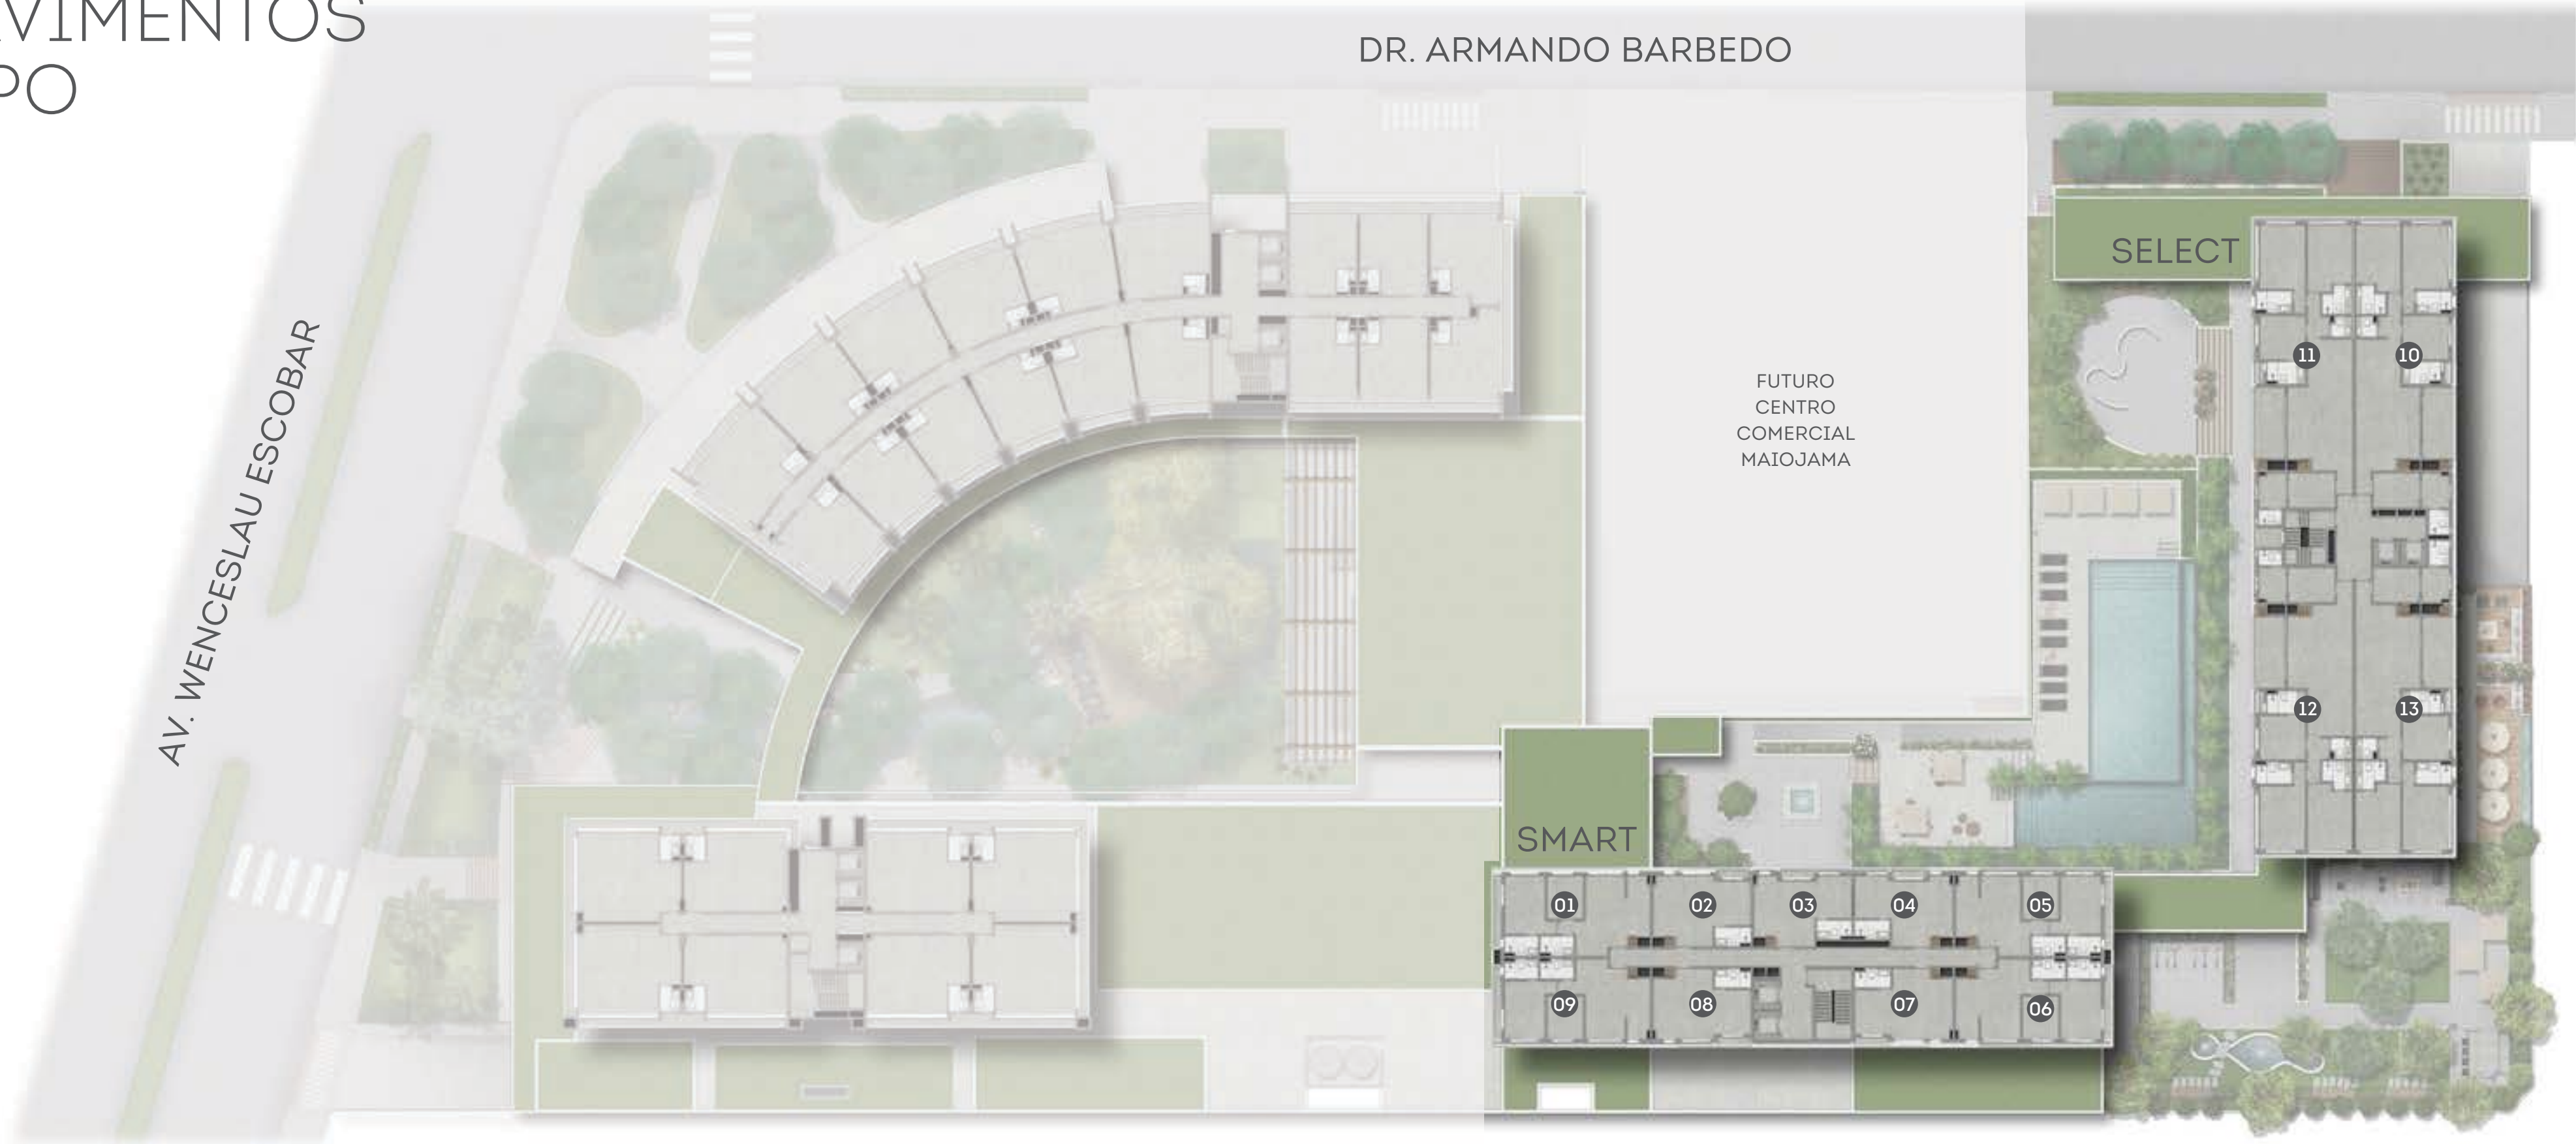 VIMENTOS
PO
DR. ARMANDO BARBEDO
AV. WENCESLAU ESCOBAR
FUTURO
CENTRO
COMERCIAL
MAIOJAMA
SELECT
11
10
12
13
SMART
01
02
03
04
05
09
08
07
06